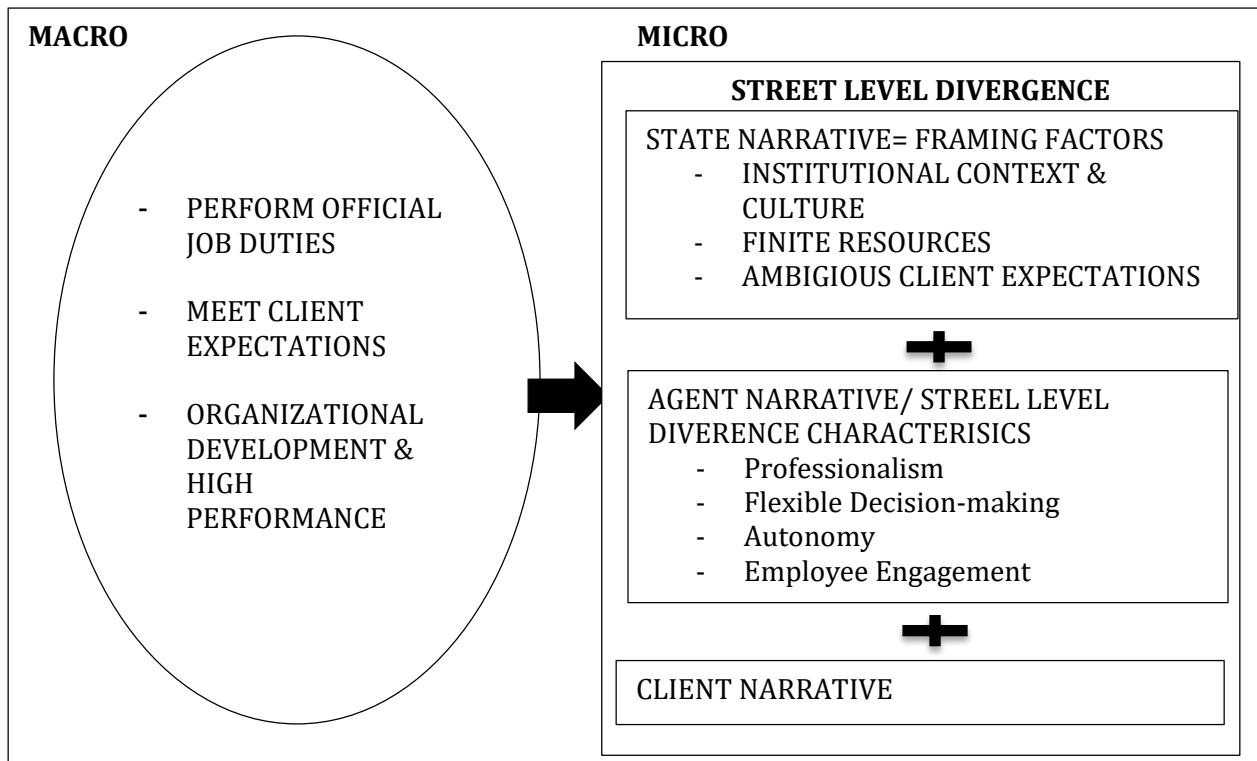 MACRO
- PERFORM OFFICIAL
JOB DUTIES
- MEET CLIENT
EXPECTATIONS
- ORGANIZATIONAL
DEVELOPMENT &
HIGH
PERFORMANCE
MICRO
STREET LEVEL DIVERGENCE
STATE NARRATIVE= FRAMING FACTORS
- INSTITUTIONAL CONTEXT &
CULTURE
- FINITE RESOURCES
- AMBIGIOUS CLIENT EXPECTATIONS
AGENT NARRATIVE/ STREEL LEVEL
DIVERENCE CHARACTERISICS
- Professionalism
- Flexible Decision-making
- Autonomy
- Employee Engagement
CLIENT NARRATIVE